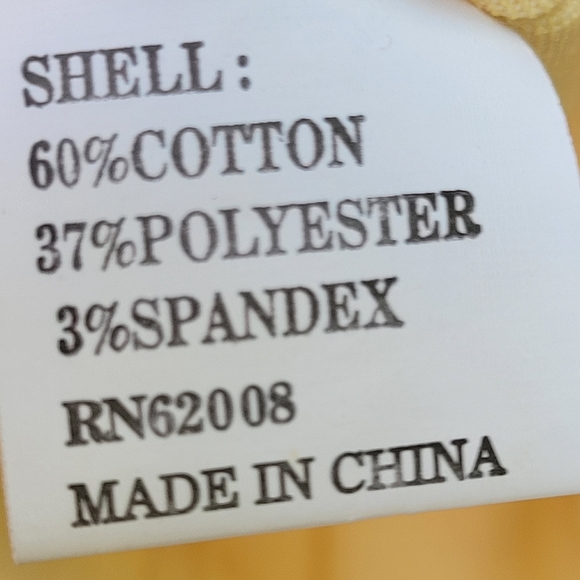 SHELL:
60%COTTON
37%POLYESTER
3%SPANDEX
RN62008
MADE IN CHINA